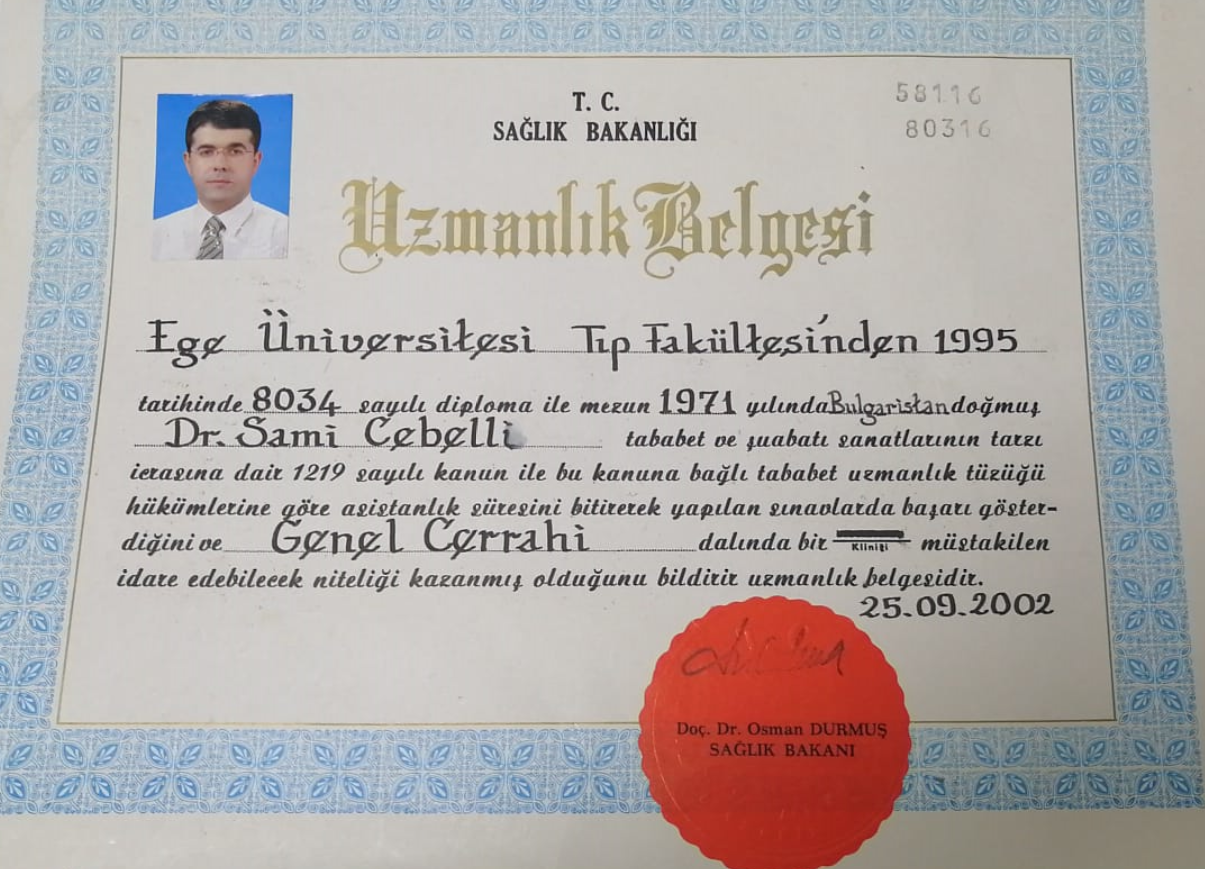 T. C.
SAĞLIK BAKANLIĞI
58116
80316
Uzmanlık Belgesi
Ege Üniversitesi Tıp Fakültesi'nden 1995
tarihinde 8034 sayılı diploma ile mezun 1971 yılında Bulgaristan doğmuş
Dr. Sami Cebelli tababet ve şuabatı sanatlarının tarzı
icrasına dair 1219 sayılı kanun ile bu kanuna bağlı tababet uzmanlık tüzüğü
hükümlerine göre asistanlık süresini bitirerek yapılan sınavlarda başarı göster-
diğini ve Genel Cerrahi dalında bir Kliniği müstakilen
idare edebilecek niteliği kazanmış olduğunu bildirir uzmanlık belgesidir.
25.09.2002
Doç. Dr. Osman DURMUŞ
SAĞLIK BAKANI